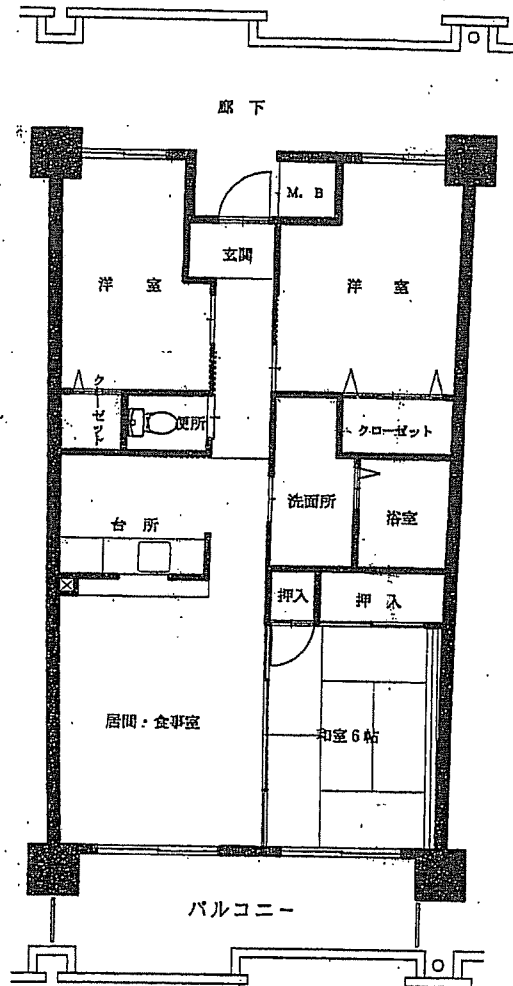 廊下
M.B
玄関
洋室
洋室
クローゼット
便所
クローゼット
台所
洗面所
浴室
押入
押入
居間・食事室
和室6帖
バルコニー